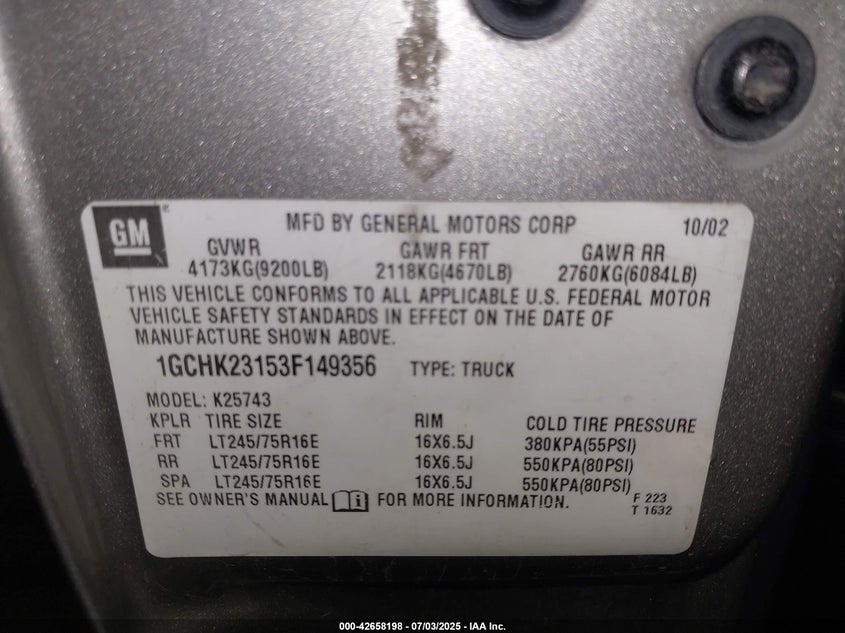 GM
MFD BY GENERAL MOTORS CORP 10/02
GVWR GAWR FRT GAWR RR
4173KG(9200LB) 2118KG(4670LB) 2760KG(6084LB)
THIS VEHICLE CONFORMS TO ALL APPLICABLE U.S. FEDERAL MOTOR
VEHICLE SAFETY STANDARDS IN EFFECT ON THE DATE OF
MANUFACTURE SHOWN ABOVE.
1GCHK23153F149356 TYPE: TRUCK
MODEL: K25743
KPLR TIRE SIZE RIM COLD TIRE PRESSURE
FRT LT245/75R16E 16X6.5J 380KPA(55PSI)
RR LT245/75R16E 16X6.5J 550KPA(80PSI)
SPA LT245/75R16E 16X6.5J 550KPA(80PSI)
SEE OWNER'S MANUAL FOR MORE INFORMATION. F 223
T 1632
000-42658198 - 07/03/2025 - IAA Inc.